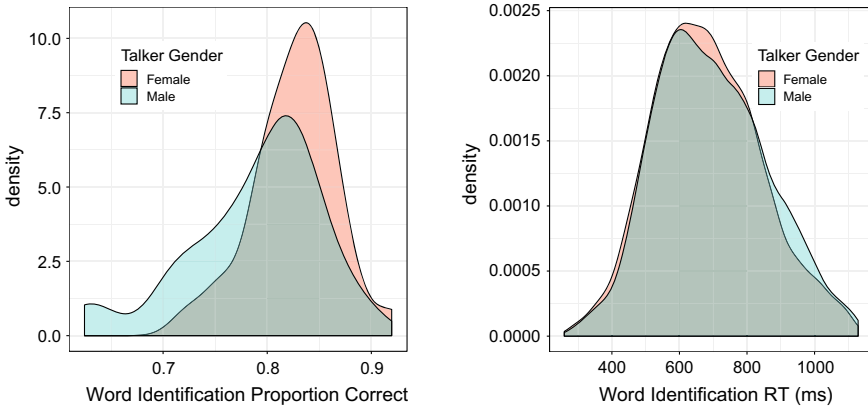 density
10.0
7.5
5.0
2.5
0.0
Talker Gender
Female
Male
0.7
0.8
0.9
Word Identification Proportion Correct
density
0.0025
0.0020
0.0015
0.0010
0.0005
0.0000
Talker Gender
Female
Male
400
600
800
1000
Word Identification RT (ms)